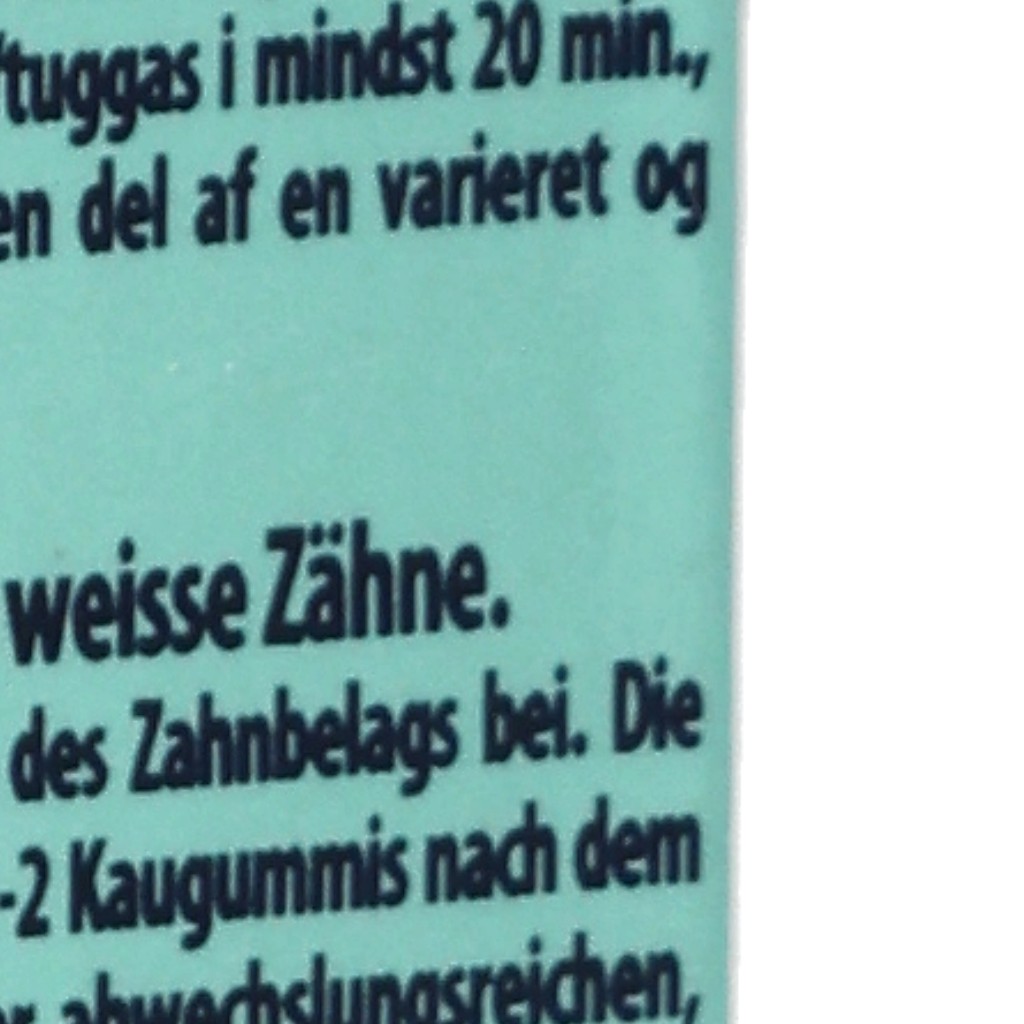 tuggas i mindst 20 min.,
en del af en varieret og
weisse Zähne.
des Zahnbelags bei. Die
-2 Kaugummis nach dem
abwechslungsreichen,